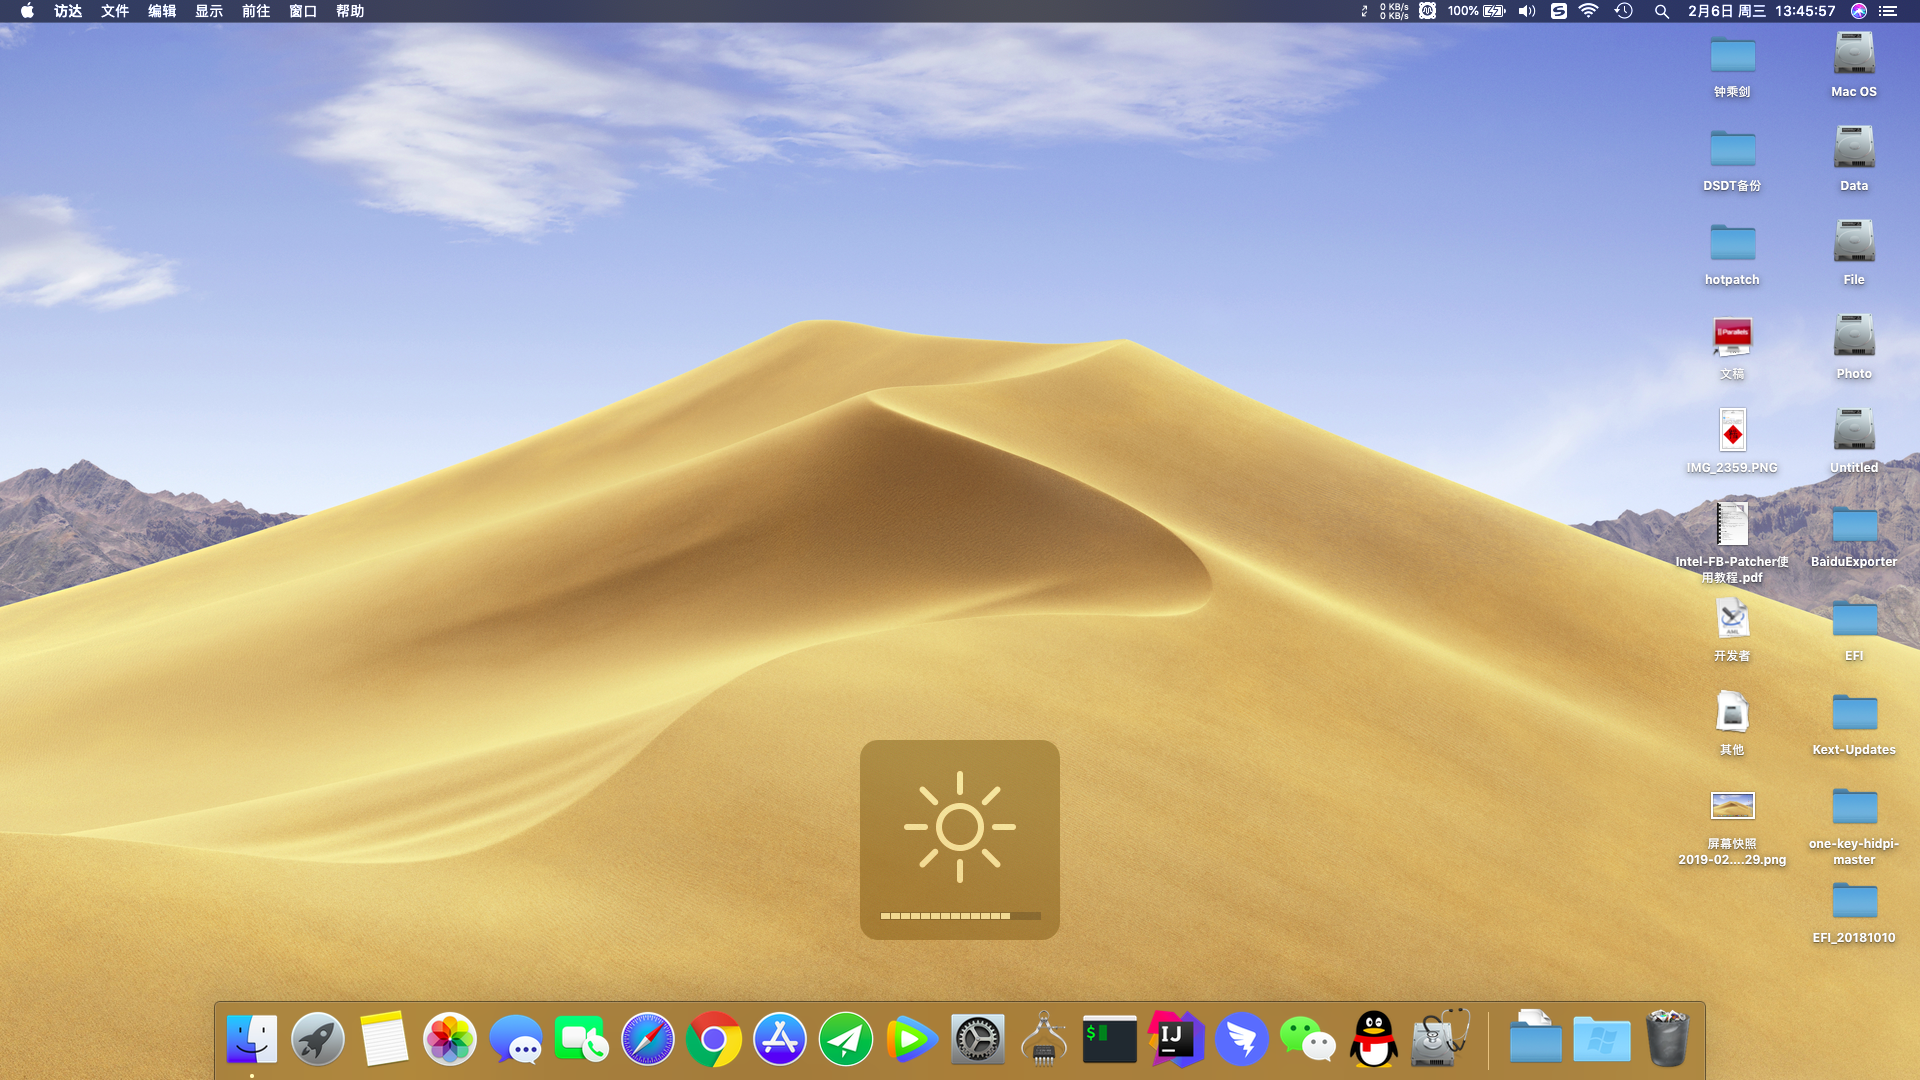 访达 文件 编辑 显示 前往 窗口 帮助
0 KB/s
0 KB/s
100%
2月6日 周三 13:45:57
钟乘剑
Mac OS
DSDT备份
Data
hotpatch
File
Parallels
文稿
Photo
IMG_2359.PNG
Untitled
Intel-FB-Patcher使
用教程.pdf
BaiduExporter
AML
开发者
EFI
其他
Kext-Updates
屏幕快照
2019-02....29.png
one-key-hidpi-
master
EFI_20181010
$
IJ